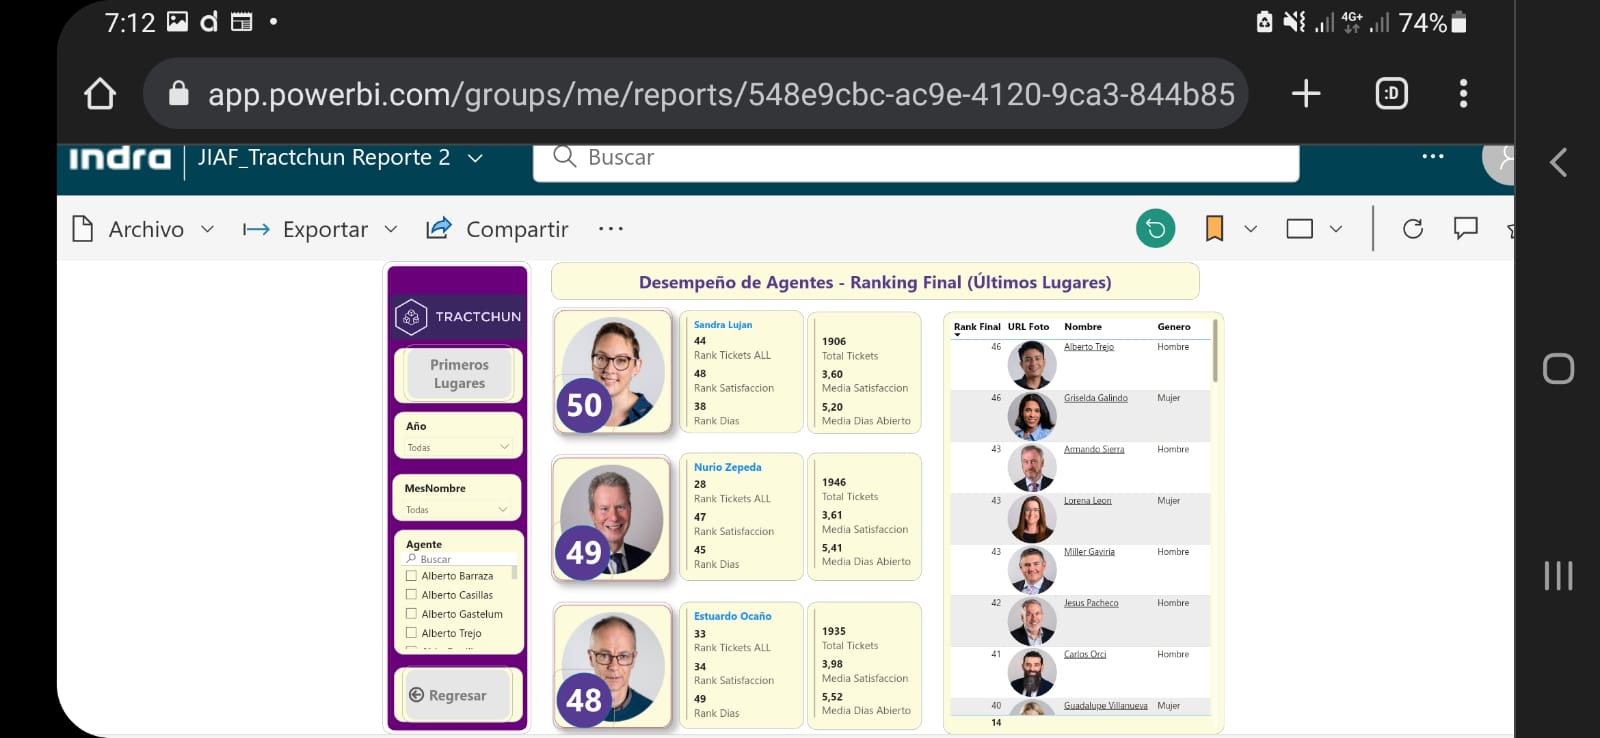 7:12
4G+
74%
app.powerbi.com/groups/me/reports/548e9cbc-ac9e-4120-9ca3-844b85
:D
indra
JIAF_Tractchun Reporte 2
Buscar
Archivo
Exportar
Compartir
TRACTCHUN
Primeros
Lugares
Año
Todas
MesNombre
Todas
Agente
Buscar
Alberto Barraza
Alberto Casillas
Alberto Gastelum
Alberto Trejo
Regresar
Desempeño de Agentes - Ranking Final (Últimos Lugares)
50
Sandra Lujan
44
Rank Tickets ALL
48
Rank Satisfaccion
38
Rank Dias
1906
Total Tickets
3,60
Media Satisfaccion
5,20
Media Dias Abierto
49
Nurio Zepeda
28
Rank Tickets ALL
47
Rank Satisfaccion
45
Rank Dias
1946
Total Tickets
3,61
Media Satisfaccion
5,41
Media Dias Abierto
48
Estuardo Ocaño
33
Rank Tickets ALL
34
Rank Satisfaccion
49
Rank Dias
1935
Total Tickets
3,98
Media Satisfaccion
5,52
Media Dias Abierto
Rank Final URL Foto Nombre Genero
46 Alberto Trejo Hombre
46 Griselda Galindo Mujer
43 Armando Sierra Hombre
43 Lorena Leon Mujer
43 Miller Gaviria Hombre
42 Jesus Pacheco Hombre
41 Carlos Orci Hombre
40 Guadalupe Villanueva Mujer
14